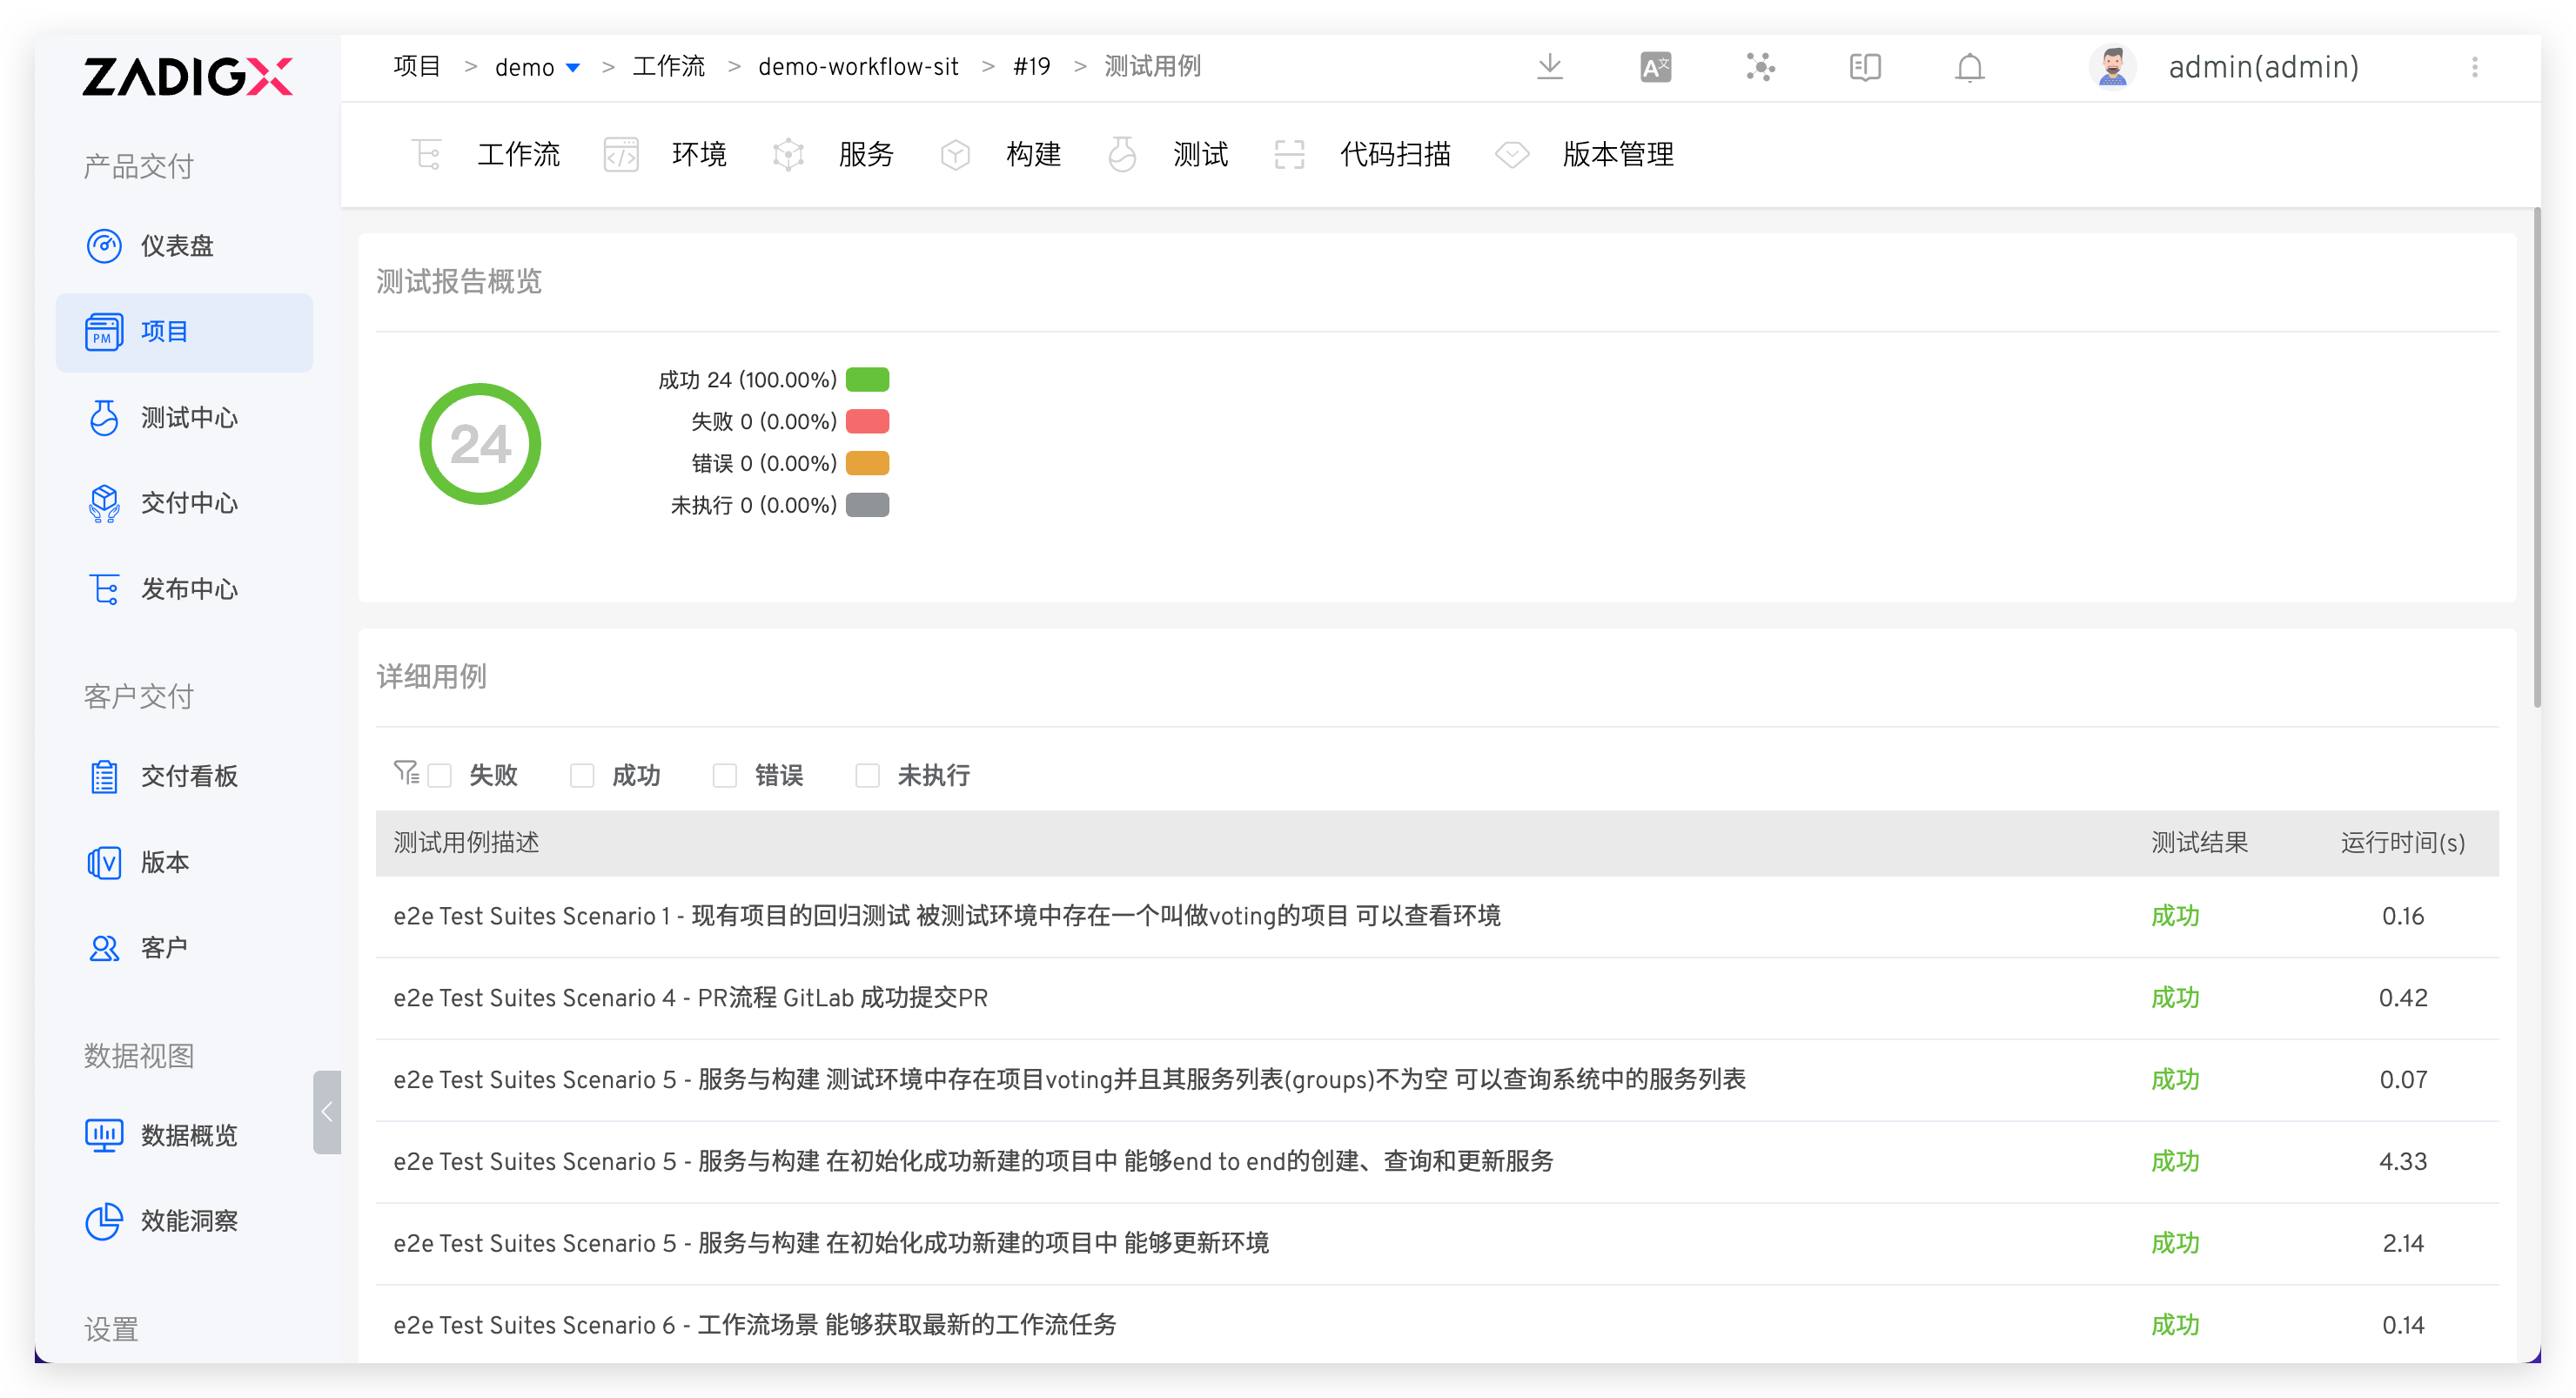 ZADIGX
项目 > demo > 工作流 > demo-workflow-sit > #19 > 测试用例
admin(admin)
工作流 环境 服务 构建 测试 代码扫描 版本管理
产品交付
仪表盘
PM 项目
测试中心
交付中心
发布中心
客户交付
交付看板
V 版本
客户
数据视图
数据概览
效能洞察
设置
测试报告概览
24
成功 24 (100.00%)
失败 0 (0.00%)
错误 0 (0.00%)
未执行 0 (0.00%)
详细用例
失败 成功 错误 未执行
测试用例描述 测试结果 运行时间(s)
e2e Test Suites Scenario 1 - 现有项目的回归测试 被测试环境中存在一个叫做voting的项目 可以查看环境 成功 0.16
e2e Test Suites Scenario 4 - PR流程 GitLab 成功提交PR 成功 0.42
e2e Test Suites Scenario 5 - 服务与构建 测试环境中存在项目voting并且其服务列表(groups)不为空 可以查询系统中的服务列表 成功 0.07
e2e Test Suites Scenario 5 - 服务与构建 在初始化成功新建的项目中 能够end to end的创建、查询和更新服务 成功 4.33
e2e Test Suites Scenario 5 - 服务与构建 在初始化成功新建的项目中 能够更新环境 成功 2.14
e2e Test Suites Scenario 6 - 工作流场景 能够获取最新的工作流任务 成功 0.14